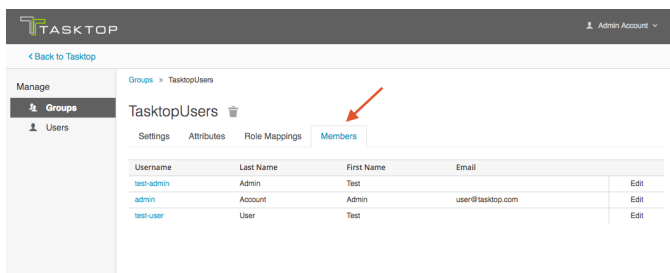 TASKTOP
Admin Account
< Back to Tasktop
Manage
Groups
Users
Groups » TasktopUsers
TasktopUsers
Settings Attributes Role Mappings Members
Username Last Name First Name Email
test-admin Admin Test Edit
admin Account Admin user@tasktop.com Edit
test-user User Test Edit